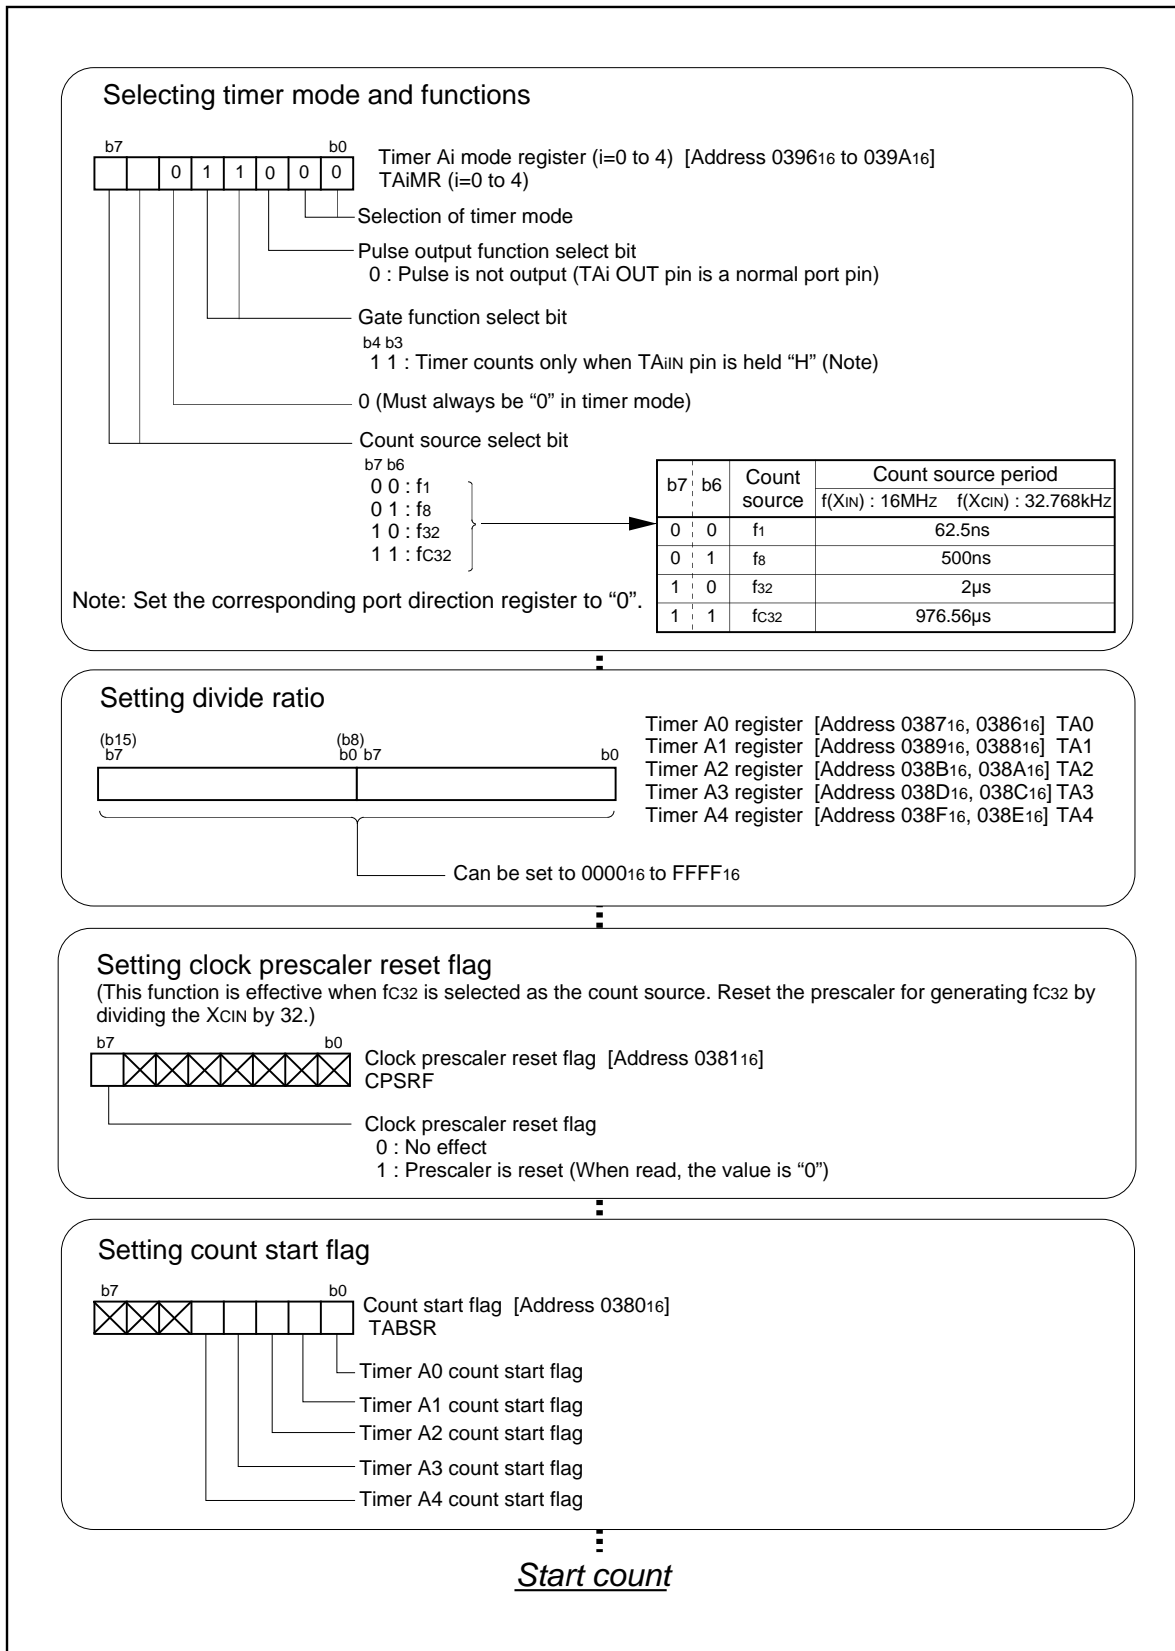 Selecting timer mode and functions
b7 b0
0 1 1 0 0 0
Timer Ai mode register (i=0 to 4) [Address 039616 to 039A16]
TAiMR (i=0 to 4)
Selection of timer mode
Pulse output function select bit
0 : Pulse is not output (TAi OUT pin is a normal port pin)
Gate function select bit
b4 b3
1 1 : Timer counts only when TAiIN pin is held “H” (Note)
0 (Must always be “0” in timer mode)
Count source select bit
b7 b6
0 0 : f1
0 1 : f8
1 0 : f32
1 1 : fC32
b7 b6 Count source Count source period
f(XIN) : 16MHZ f(XCIN) : 32.768kHZ
0 0 f1 62.5ns
0 1 f8 500ns
1 0 f32 2µs
1 1 fC32 976.56µs
Note: Set the corresponding port direction register to “0”.
Setting divide ratio
(b15) (b8)
b7 b0 b7 b0
Timer A0 register [Address 038716, 038616] TA0
Timer A1 register [Address 038916, 038816] TA1
Timer A2 register [Address 038B16, 038A16] TA2
Timer A3 register [Address 038D16, 038C16] TA3
Timer A4 register [Address 038F16, 038E16] TA4
Can be set to 000016 to FFFF16
Setting clock prescaler reset flag
(This function is effective when fC32 is selected as the count source. Reset the prescaler for generating fC32 by
dividing the XCIN by 32.)
b7 b0
Clock prescaler reset flag [Address 038116]
CPSRF
Clock prescaler reset flag
0 : No effect
1 : Prescaler is reset (When read, the value is “0”)
Setting count start flag
b7 b0
Count start flag [Address 038016]
TABSR
Timer A0 count start flag
Timer A1 count start flag
Timer A2 count start flag
Timer A3 count start flag
Timer A4 count start flag
Start count